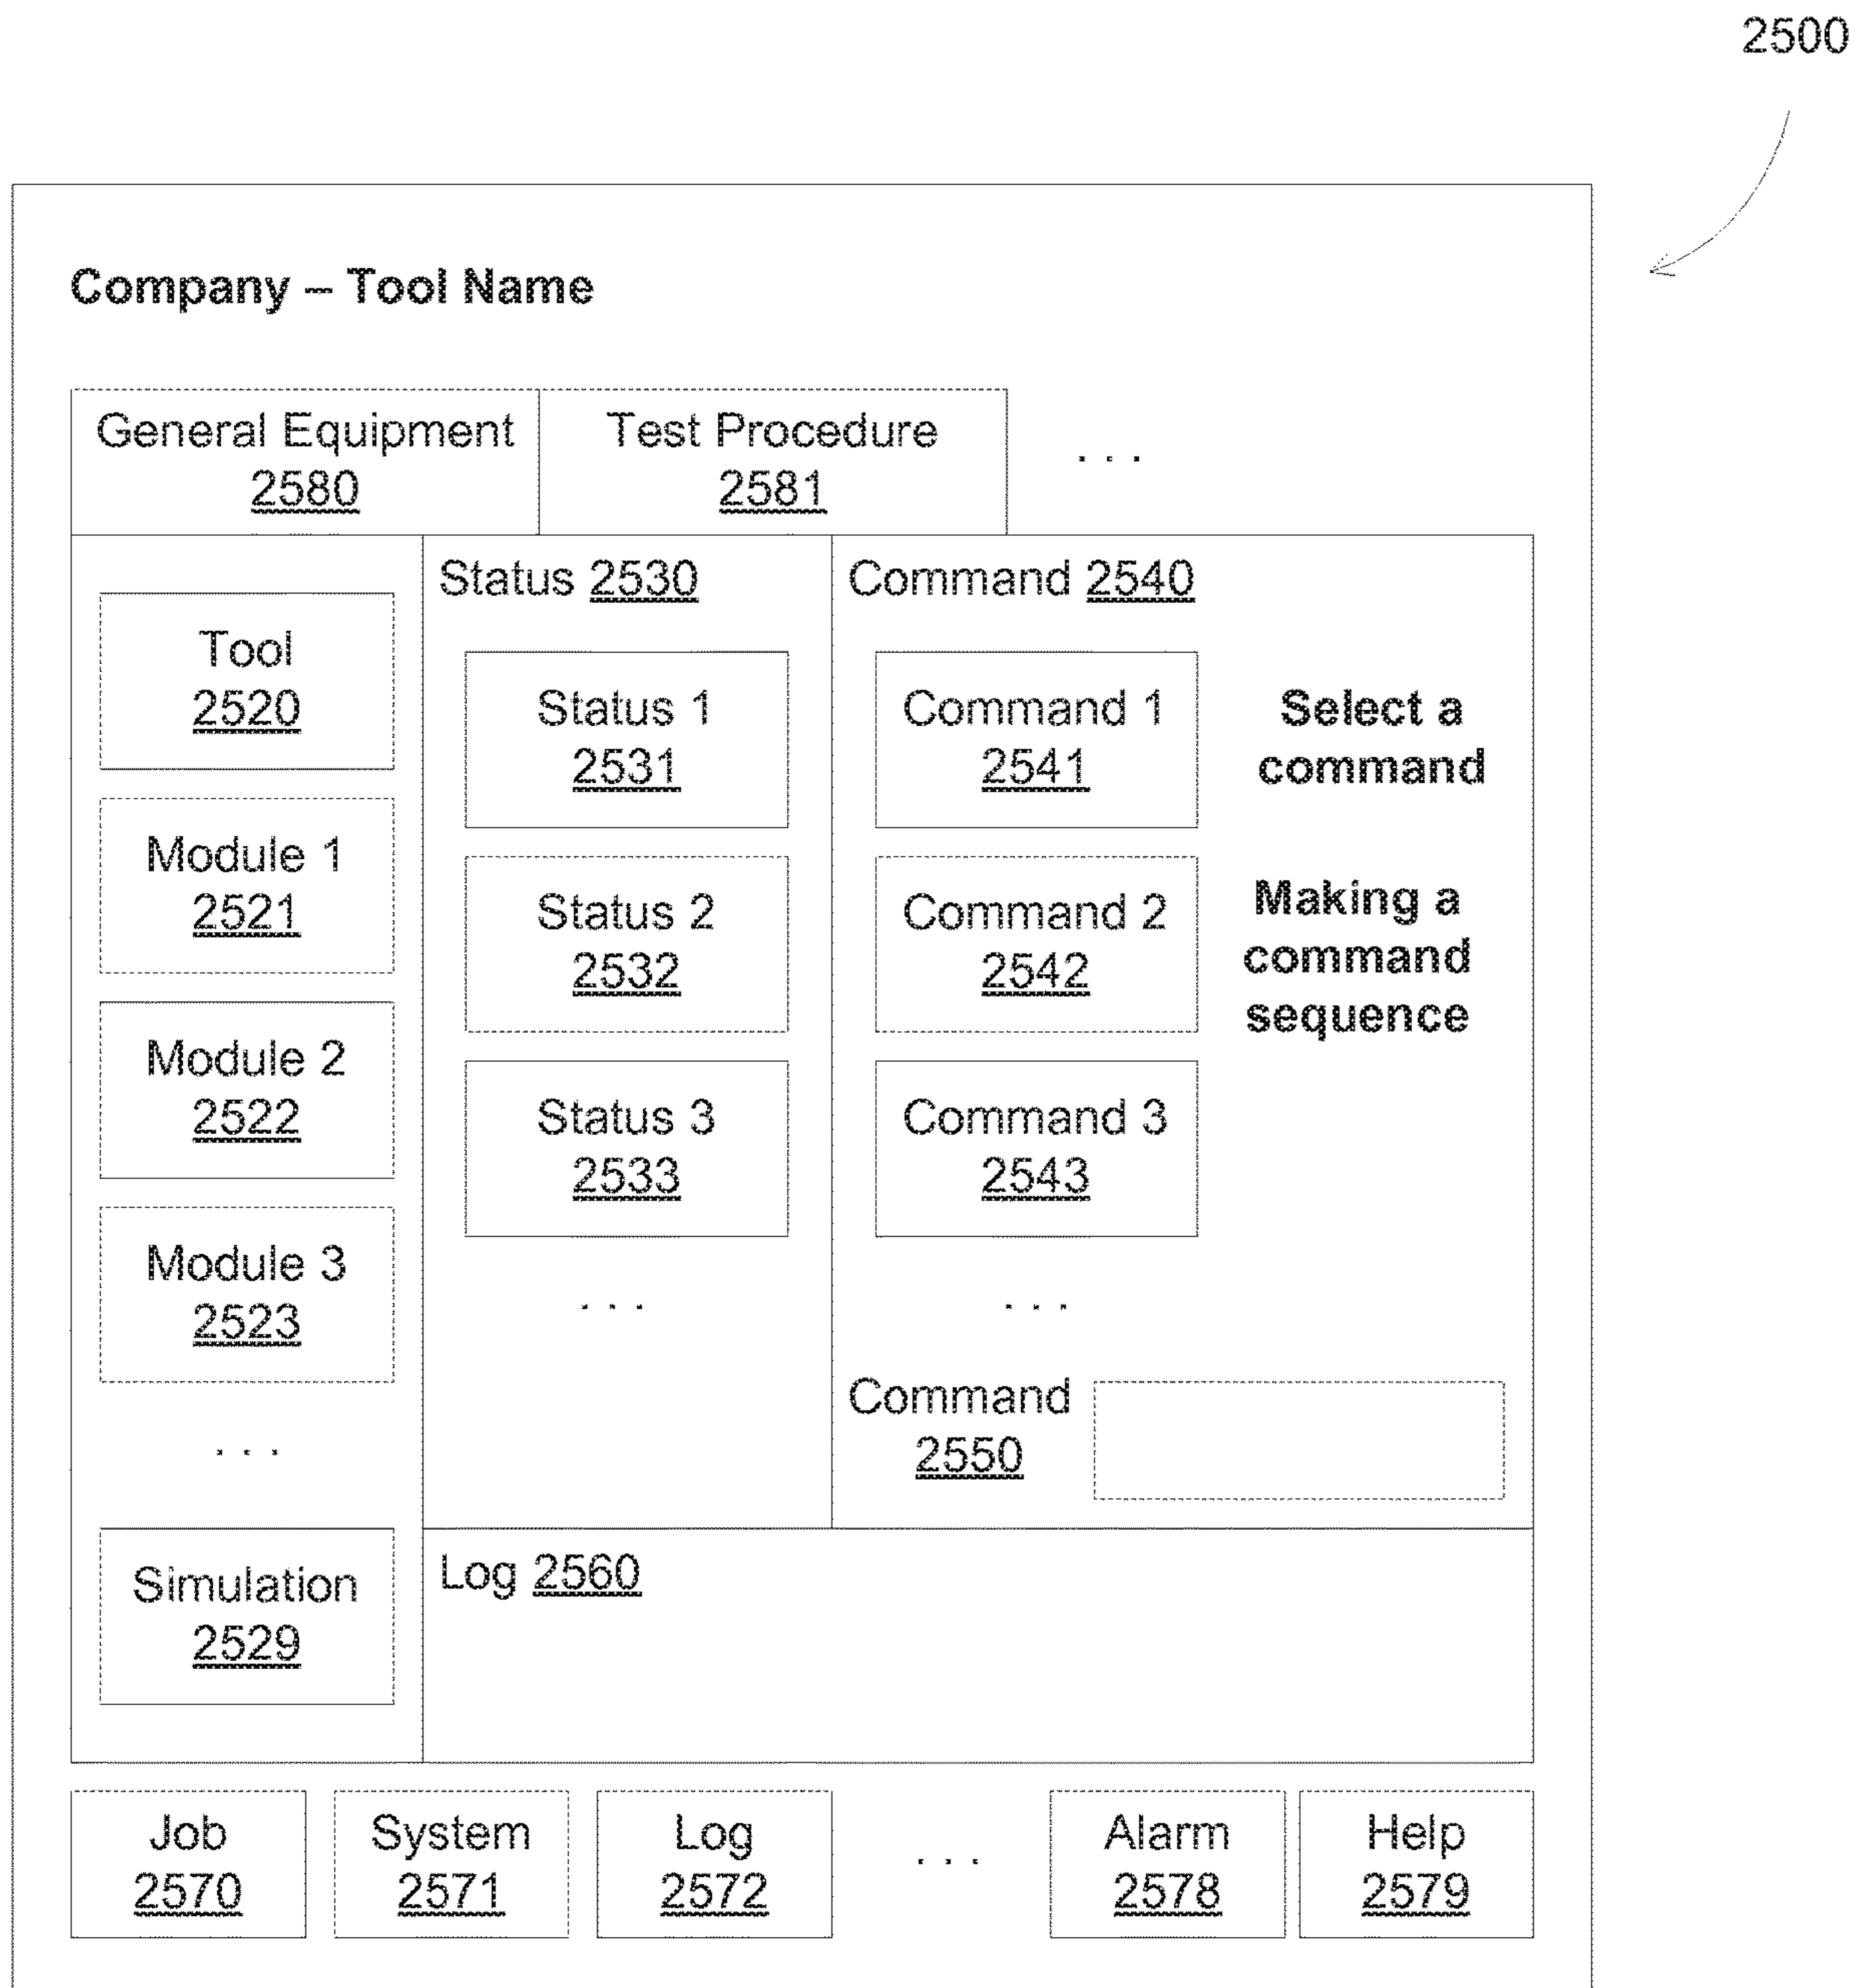 2500
Company – Tool Name
General Equipment
2580
Test Procedure
2581
. . .
Tool
2520
Module 1
2521
Module 2
2522
Module 3
2523
. . .
Simulation
2529
Status 2530
Status 1
2531
Status 2
2532
Status 3
2533
. . .
Command 2540
Command 1
2541
Command 2
2542
Command 3
2543
. . .
Select a
command
Making a
command
sequence
Command
2550
Log 2560
Job
2570
System
2571
Log
2572
. . .
Alarm
2578
Help
2579